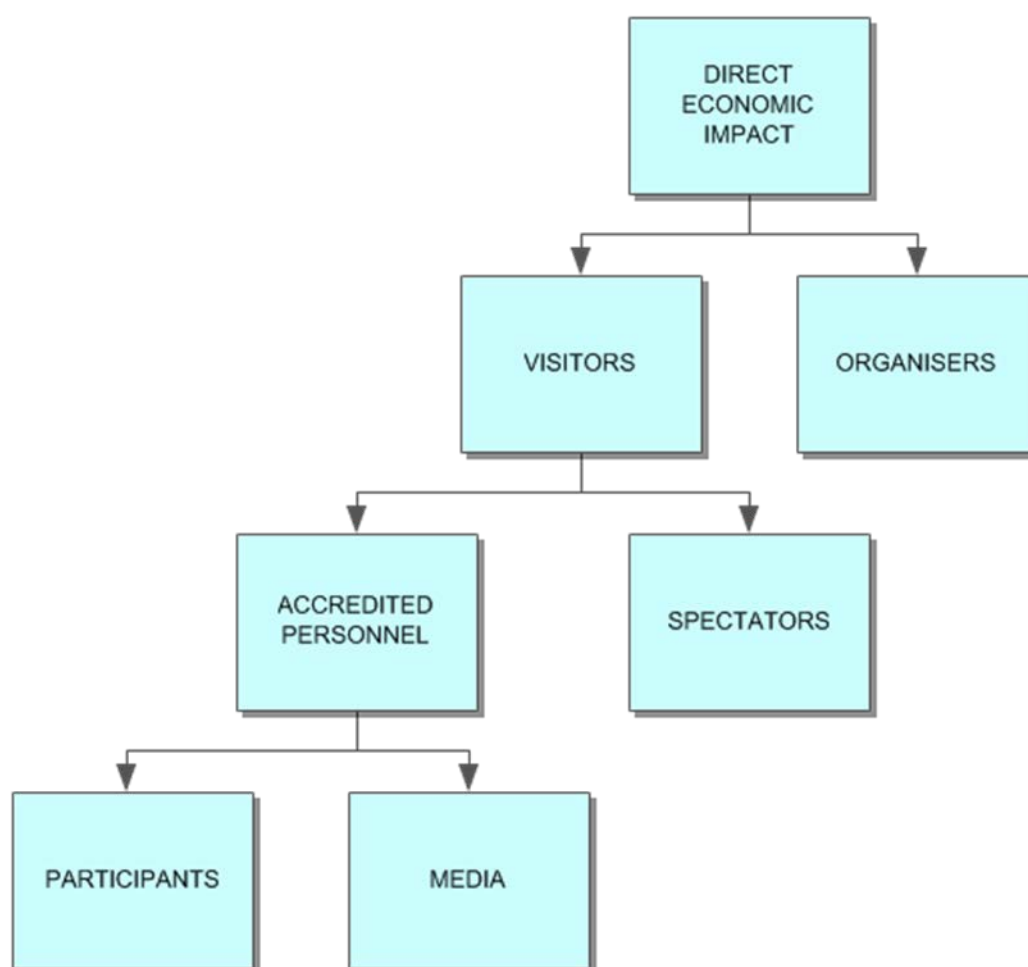 DIRECT
ECONOMIC
IMPACT
VISITORS
ORGANISERS
ACCREDITED
PERSONNEL
SPECTATORS
PARTICIPANTS
MEDIA